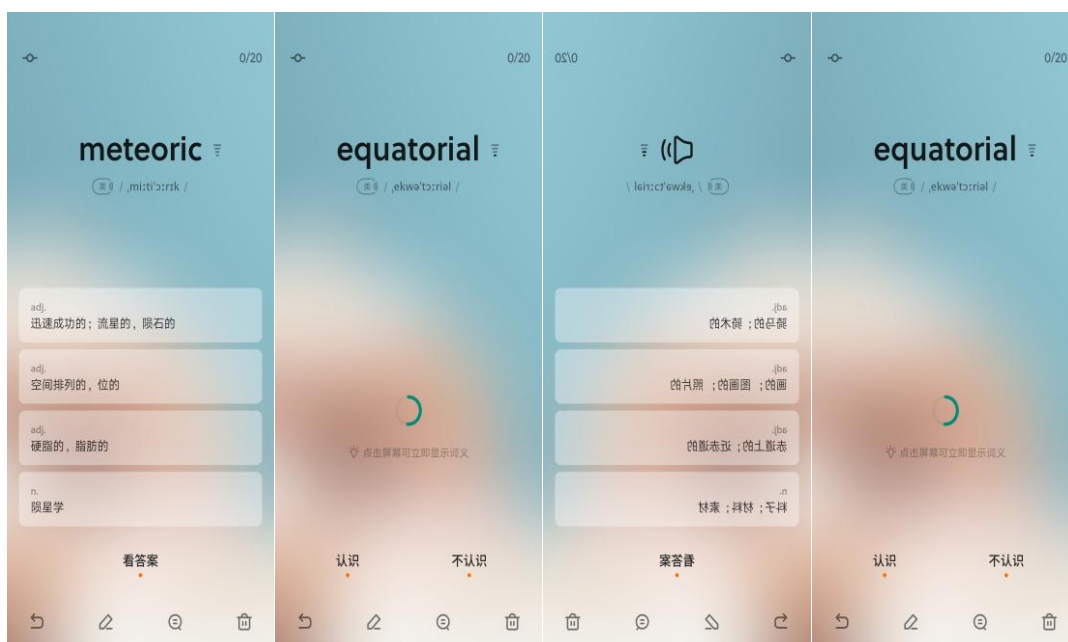 0/20
meteoric
英 / ˌmiːtiˈɔːrɪk /
adj.
迅速成功的；流星的，陨石的
adj.
空间排列的，位的
adj.
硬脂的，脂肪的
n.
陨星学
看答案
0/20
equatorial
英 / ˌekwəˈtɔːriəl /
点击屏幕可立即显示词义
认识
不认识
0/20
英 / ˌekwəˈtɔːriəl /
adj.
骑马的；骑术的
adj.
画的；图画的；照片的
adj.
赤道上的；近赤道的
n.
料子；材料；素材
看答案
0/20
equatorial
英 / ˌekwəˈtɔːriəl /
点击屏幕可立即显示词义
认识
不认识